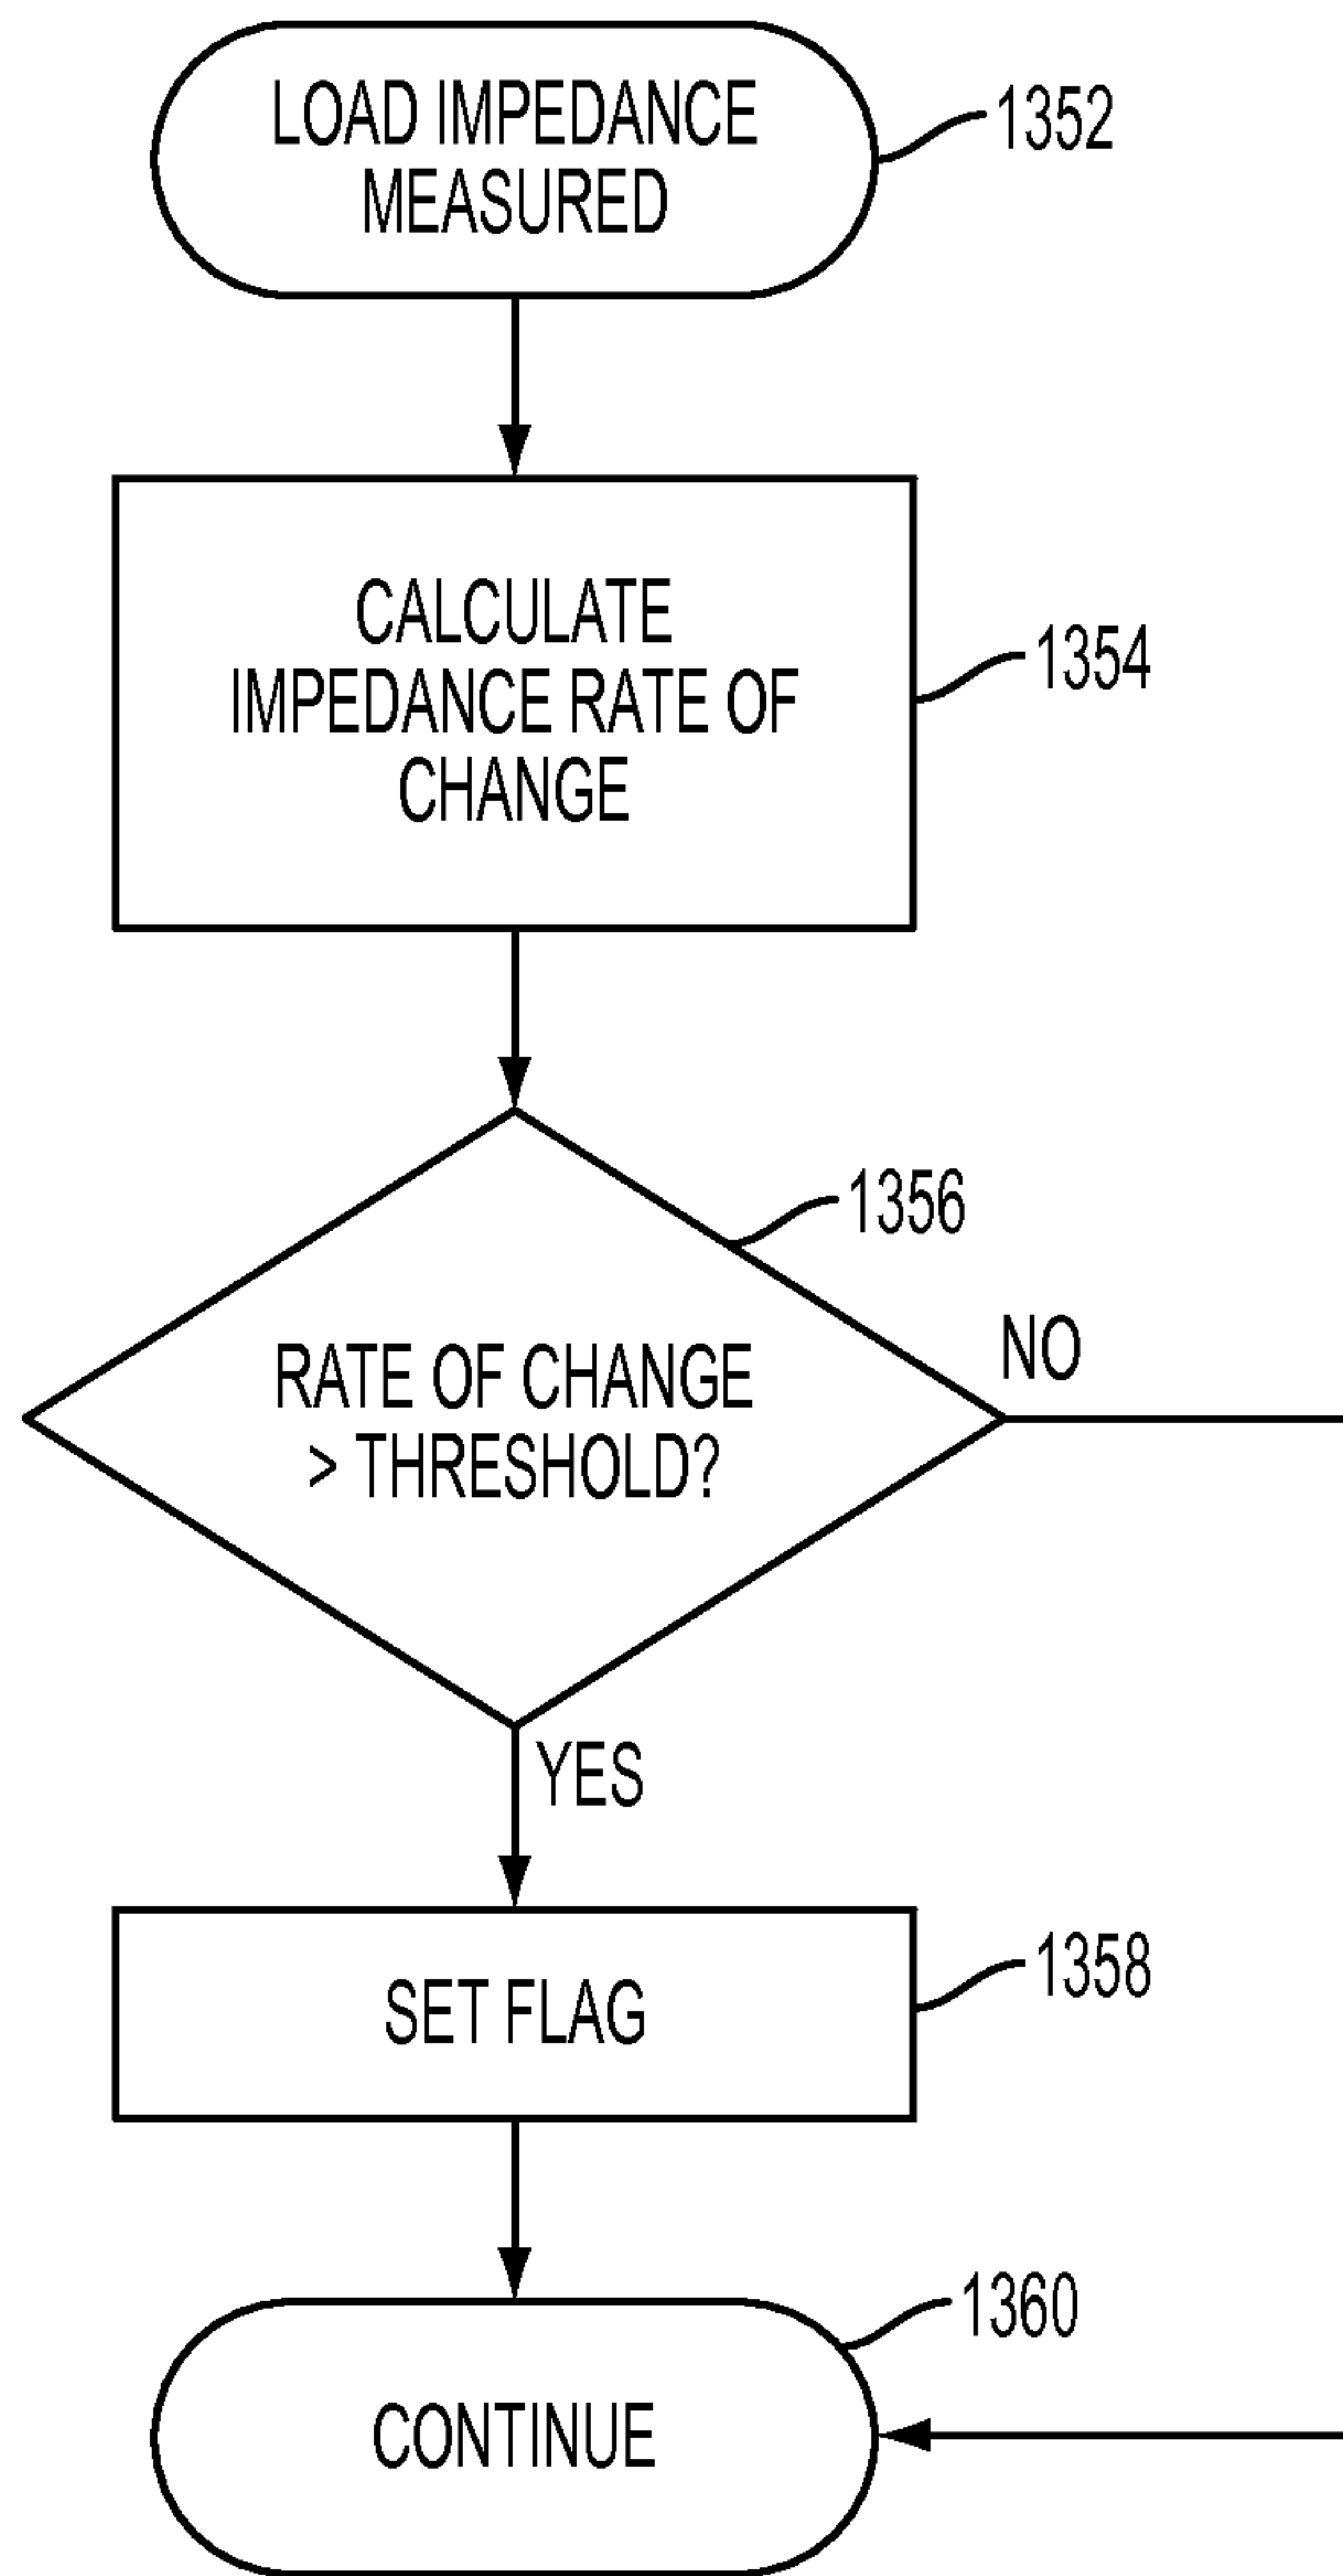 LOAD IMPEDANCE
MEASURED
1352
CALCULATE
IMPEDANCE RATE OF
CHANGE
1354
1356
RATE OF CHANGE
> THRESHOLD?
NO
YES
SET FLAG
1358
1360
CONTINUE